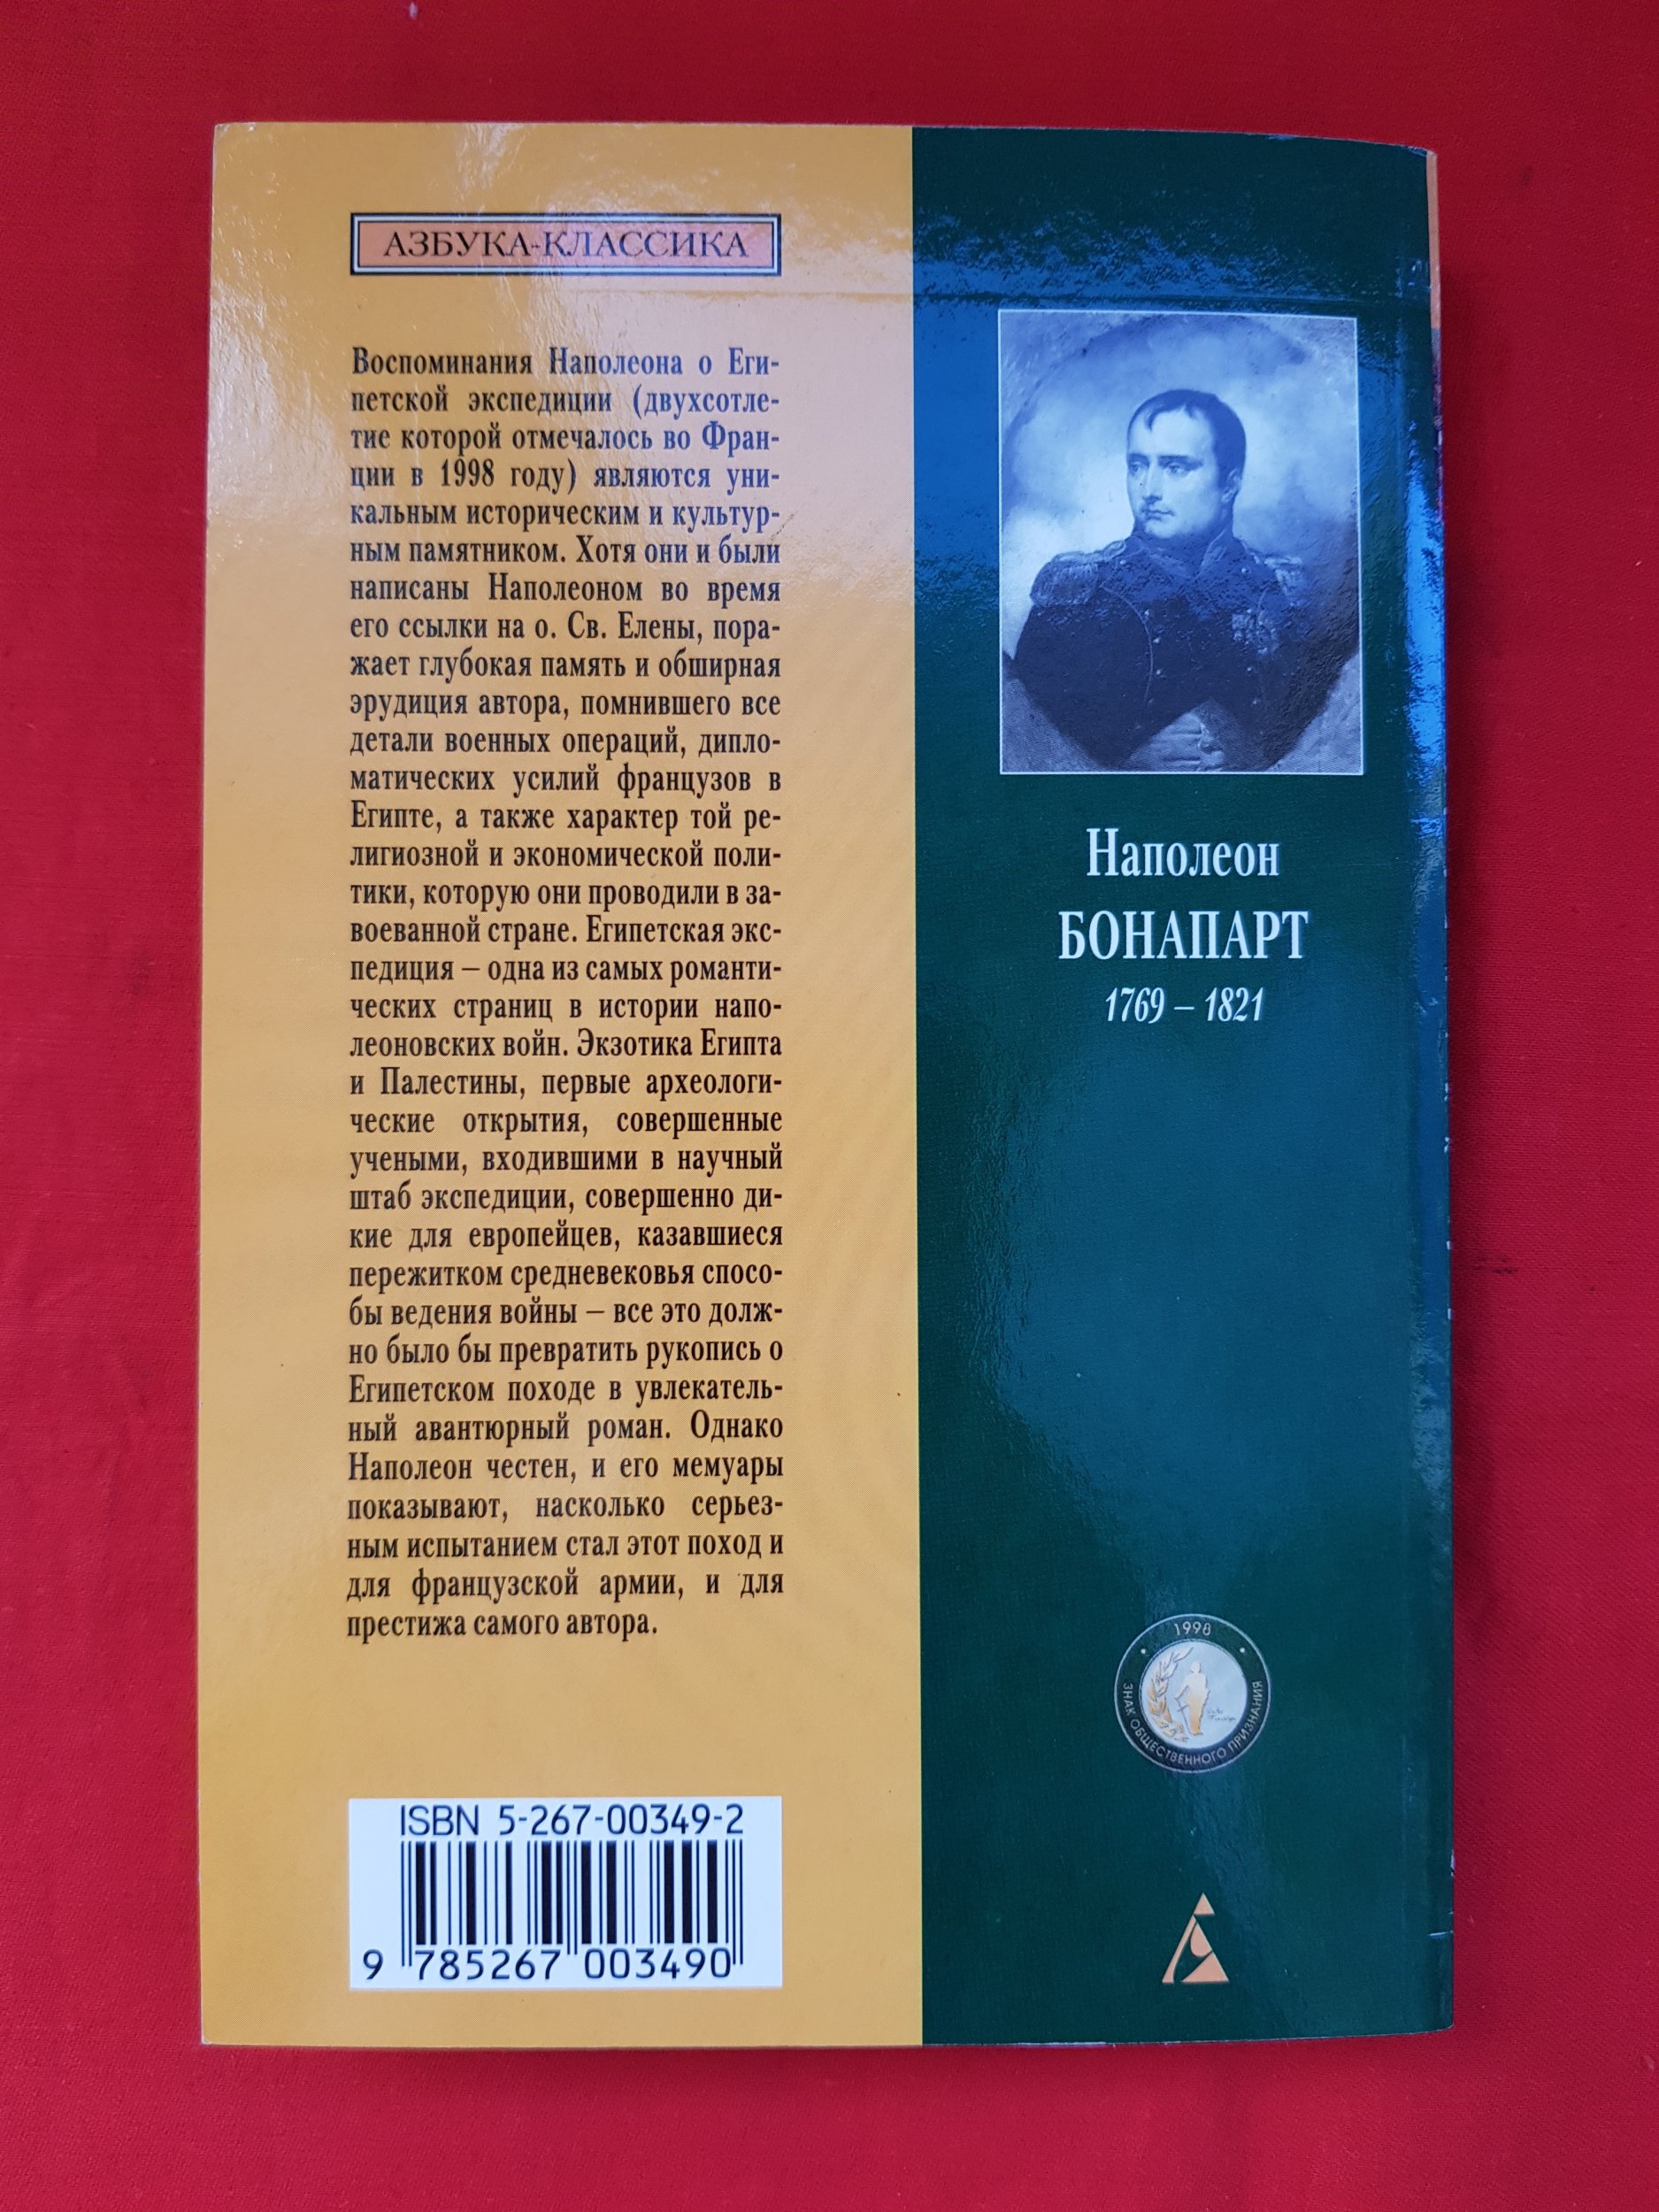 АЗБУКА-КЛАССИКА
Воспоминания Наполеона о Еги-
петской экспедиции (двухсотле-
тие которой отмечалось во Фран-
ции в 1998 году) являются уни-
кальным историческим и культур-
ным памятником. Хотя они и были
написаны Наполеоном во время
его ссылки на о. Св. Елены, пора-
жает глубокая память и обширная
эрудиция автора, помнившего все
детали военных операций, дипло-
матических усилий французов в
Египте, а также характер той ре-
лигиозной и экономической поли-
тики, которую они проводили в за-
воеванной стране. Египетская экс-
педиция – одна из самых романти-
ческих страниц в истории напо-
леоновских войн. Экзотика Египта
и Палестины, первые археологи-
ческие открытия, совершенные
учеными, входившими в научный
штаб экспедиции, совершенно ди-
кие для европейцев, казавшиеся
пережитком средневековья спосо-
бы ведения войны – все это долж-
но было бы превратить рукопись о
Египетском походе в увлекатель-
ный авантюрный роман. Однако
Наполеон честен, и его мемуары
показывают, насколько серьез-
ным испытанием стал этот поход и
для французской армии, и для
престижа самого автора.
ISBN 5-267-00349-2
9 785267 003490
Наполеон
БОНАПАРТ
1769 – 1821
1998
ЗНАК ОБЩЕСТВЕННОГО ПРИЗНАНИЯ